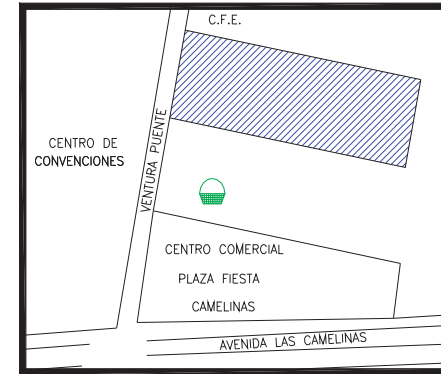 C.F.E.
CENTRO DE
CONVENCIONES
VENTURA PUENTE
CENTRO COMERCIAL
PLAZA FIESTA
CAMELINAS
AVENIDA LAS CAMELINAS